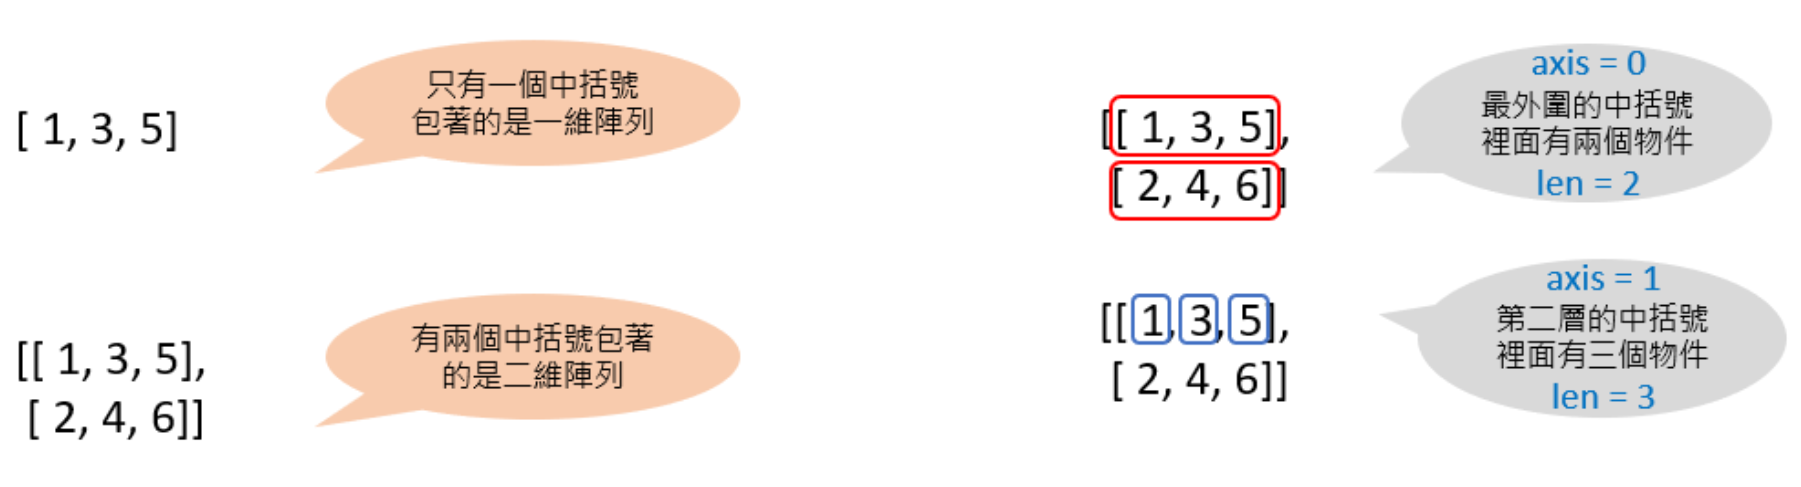 [ 1, 3, 5]
只有一個中括號
包著的是一維陣列
[[ 1, 3, 5],
[ 2, 4, 6]]
有兩個中括號包著
的是二維陣列
[[ 1, 3, 5],
[ 2, 4, 6]]
axis = 0
最外圍的中括號
裡面有兩個物件
len = 2
[[ 1, 3, 5],
[ 2, 4, 6]]
axis = 1
第二層的中括號
裡面有三個物件
len = 3